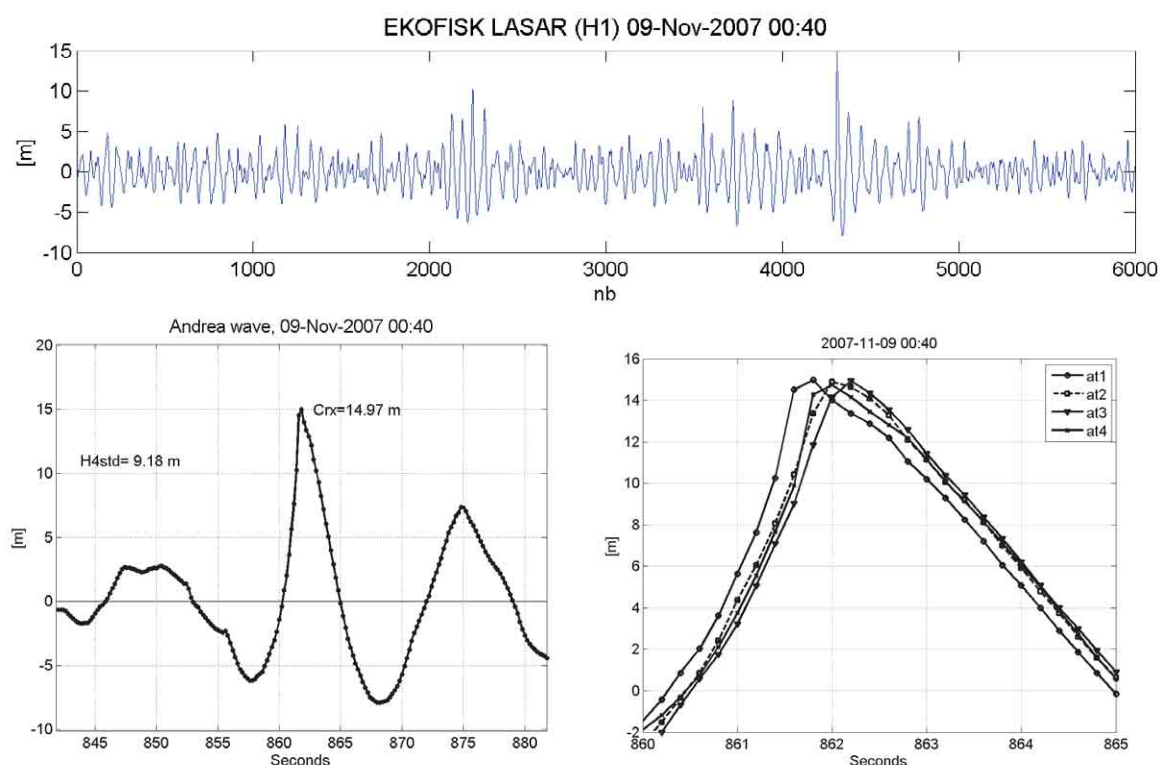 EKOFISK LASAR (H1) 09-Nov-2007 00:40
15
10
5
0
-5
-10
[m]
0 1000 2000 3000 4000 5000 6000
nb
Andrea wave, 09-Nov-2007 00:40
20
15
10
5
0
-5
-10
[m]
Crx=14.97 m
H4std= 9.18 m
845 850 855 860 865 870 875 880
Seconds
2007-11-09 00:40
16
14
12
10
8
6
4
2
0
-2
[m]
at1
at2
at3
at4
860 861 862 863 864 865
Seconds